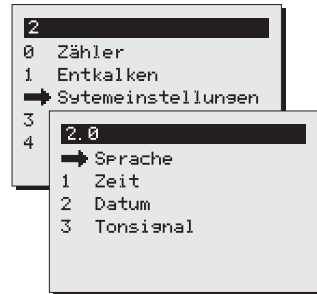 2
0 Zähler
1 Entkalken
Sytemeinstellungen
3
4
2.0
Sprache
1 Zeit
2 Datum
3 Tonsignal